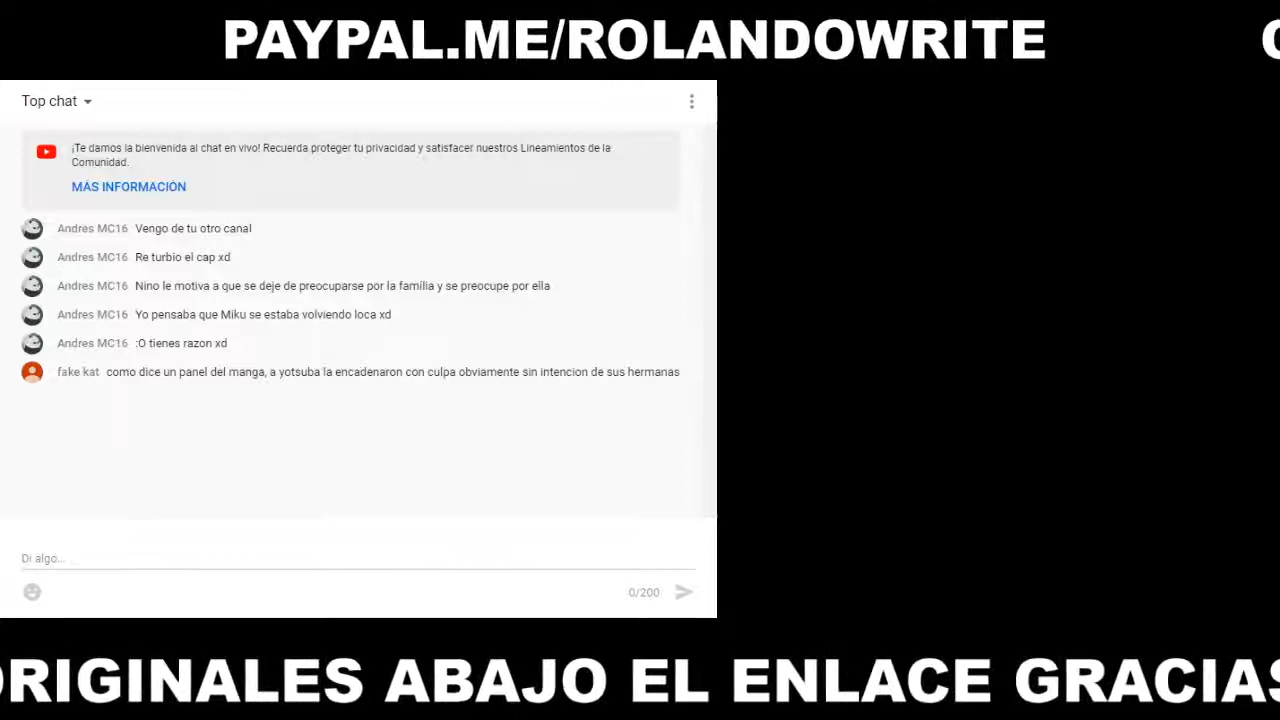 PAYPAL.ME/ROLANDOWRITE
Top chat
¡Te damos la bienvenida al chat en vivo! Recuerda proteger tu privacidad y satisfacer nuestros Lineamientos de la
Comunidad.
MÁS INFORMACIÓN
Andres MC16 Vengo de tu otro canal
Andres MC16 Re turbio el cap xd
Andres MC16 Nino le motiva a que se deje de preocuparse por la família y se preocupe por ella
Andres MC16 Yo pensaba que Miku se estaba volviendo loca xd
Andres MC16 :O tienes razon xd
fake kat como dice un panel del manga, a yotsuba la encadenaron con culpa obviamente sin intencion de sus hermanas
Di algo...
0/200
ORIGINALES ABAJO EL ENLACE GRACIAS